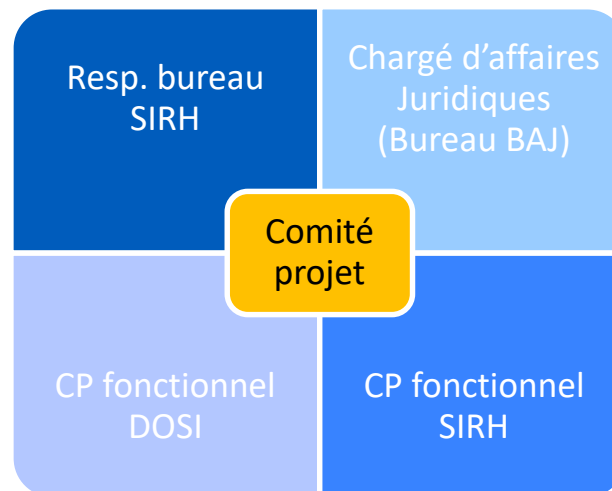 Resp. bureau
SIRH
Chargé d’affaires
Juridiques
(Bureau BAJ)
Comité
projet
CP fonctionnel
DOSI
CP fonctionnel
SIRH